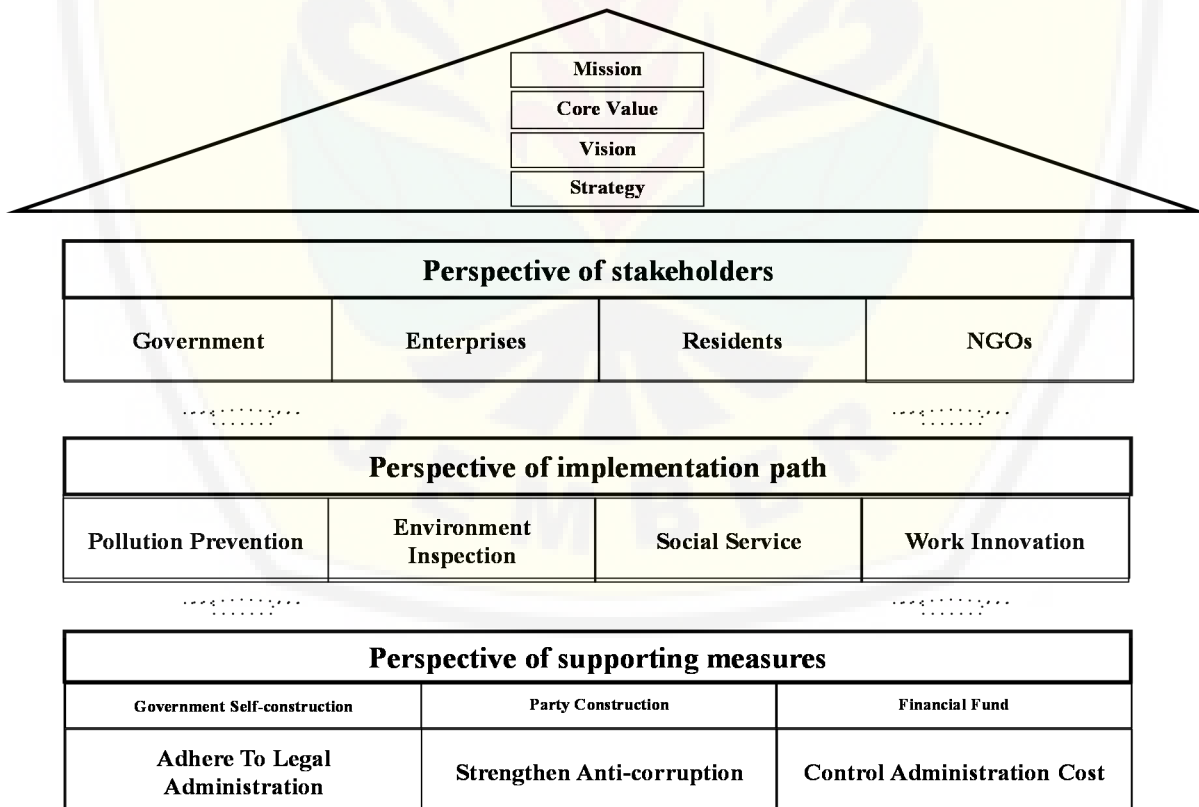 Mission
Core Value
Vision
Strategy
Perspective of stakeholders
Government
Enterprises
Residents
NGOs
Perspective of implementation path
Pollution Prevention
Environment
Inspection
Social Service
Work Innovation
Perspective of supporting measures
Government Self-construction
Party Construction
Financial Fund
Adhere To Legal
Administration
Strengthen Anti-corruption
Control Administration Cost
JEMBER